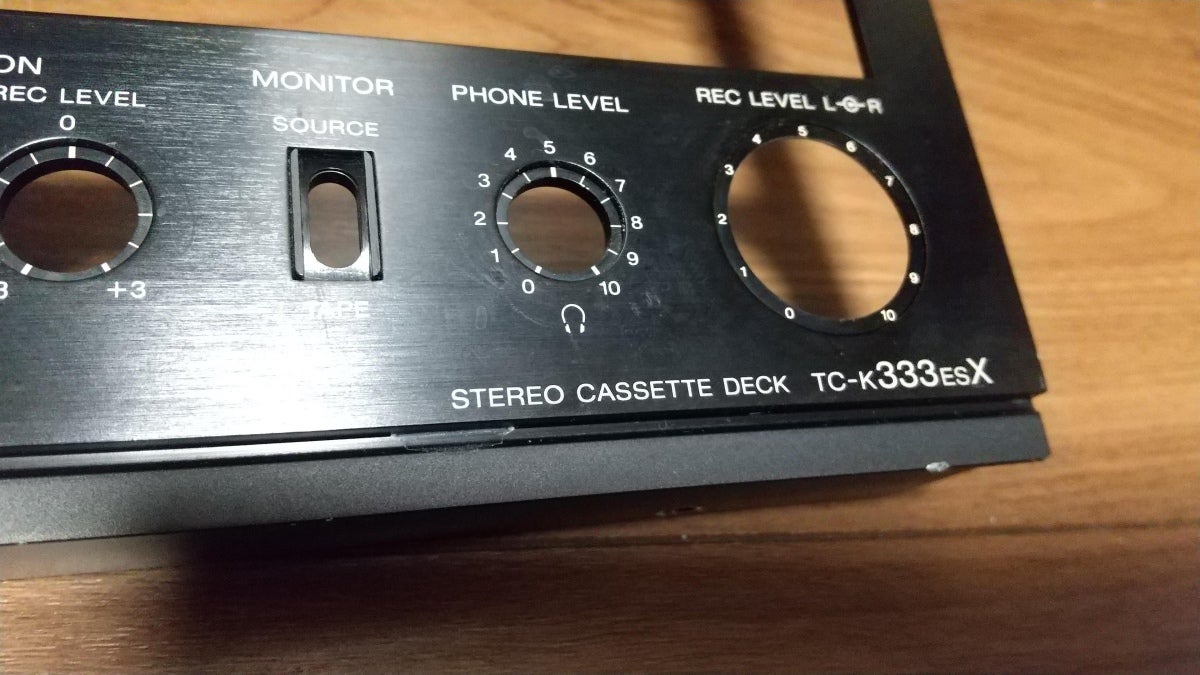 ON
REC LEVEL
0
3
+3
MONITOR
SOURCE
TAPE
PHONE LEVEL
0 1 2 3 4 5 6 7 8 9 10
REC LEVEL L R
0 1 2 3 4 5 6 7 8 9 10
STEREO CASSETTE DECK TC-K333ESX